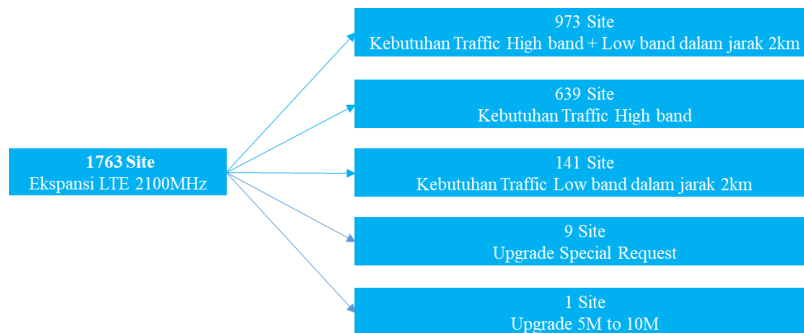 973 Site
Kebutuhan Traffic High band + Low band dalam jarak 2km
639 Site
Kebutuhan Traffic High band
1763 Site
Ekspansi LTE 2100MHz
141 Site
Kebutuhan Traffic Low band dalam jarak 2km
9 Site
Upgrade Special Request
1 Site
Upgrade 5M to 10M